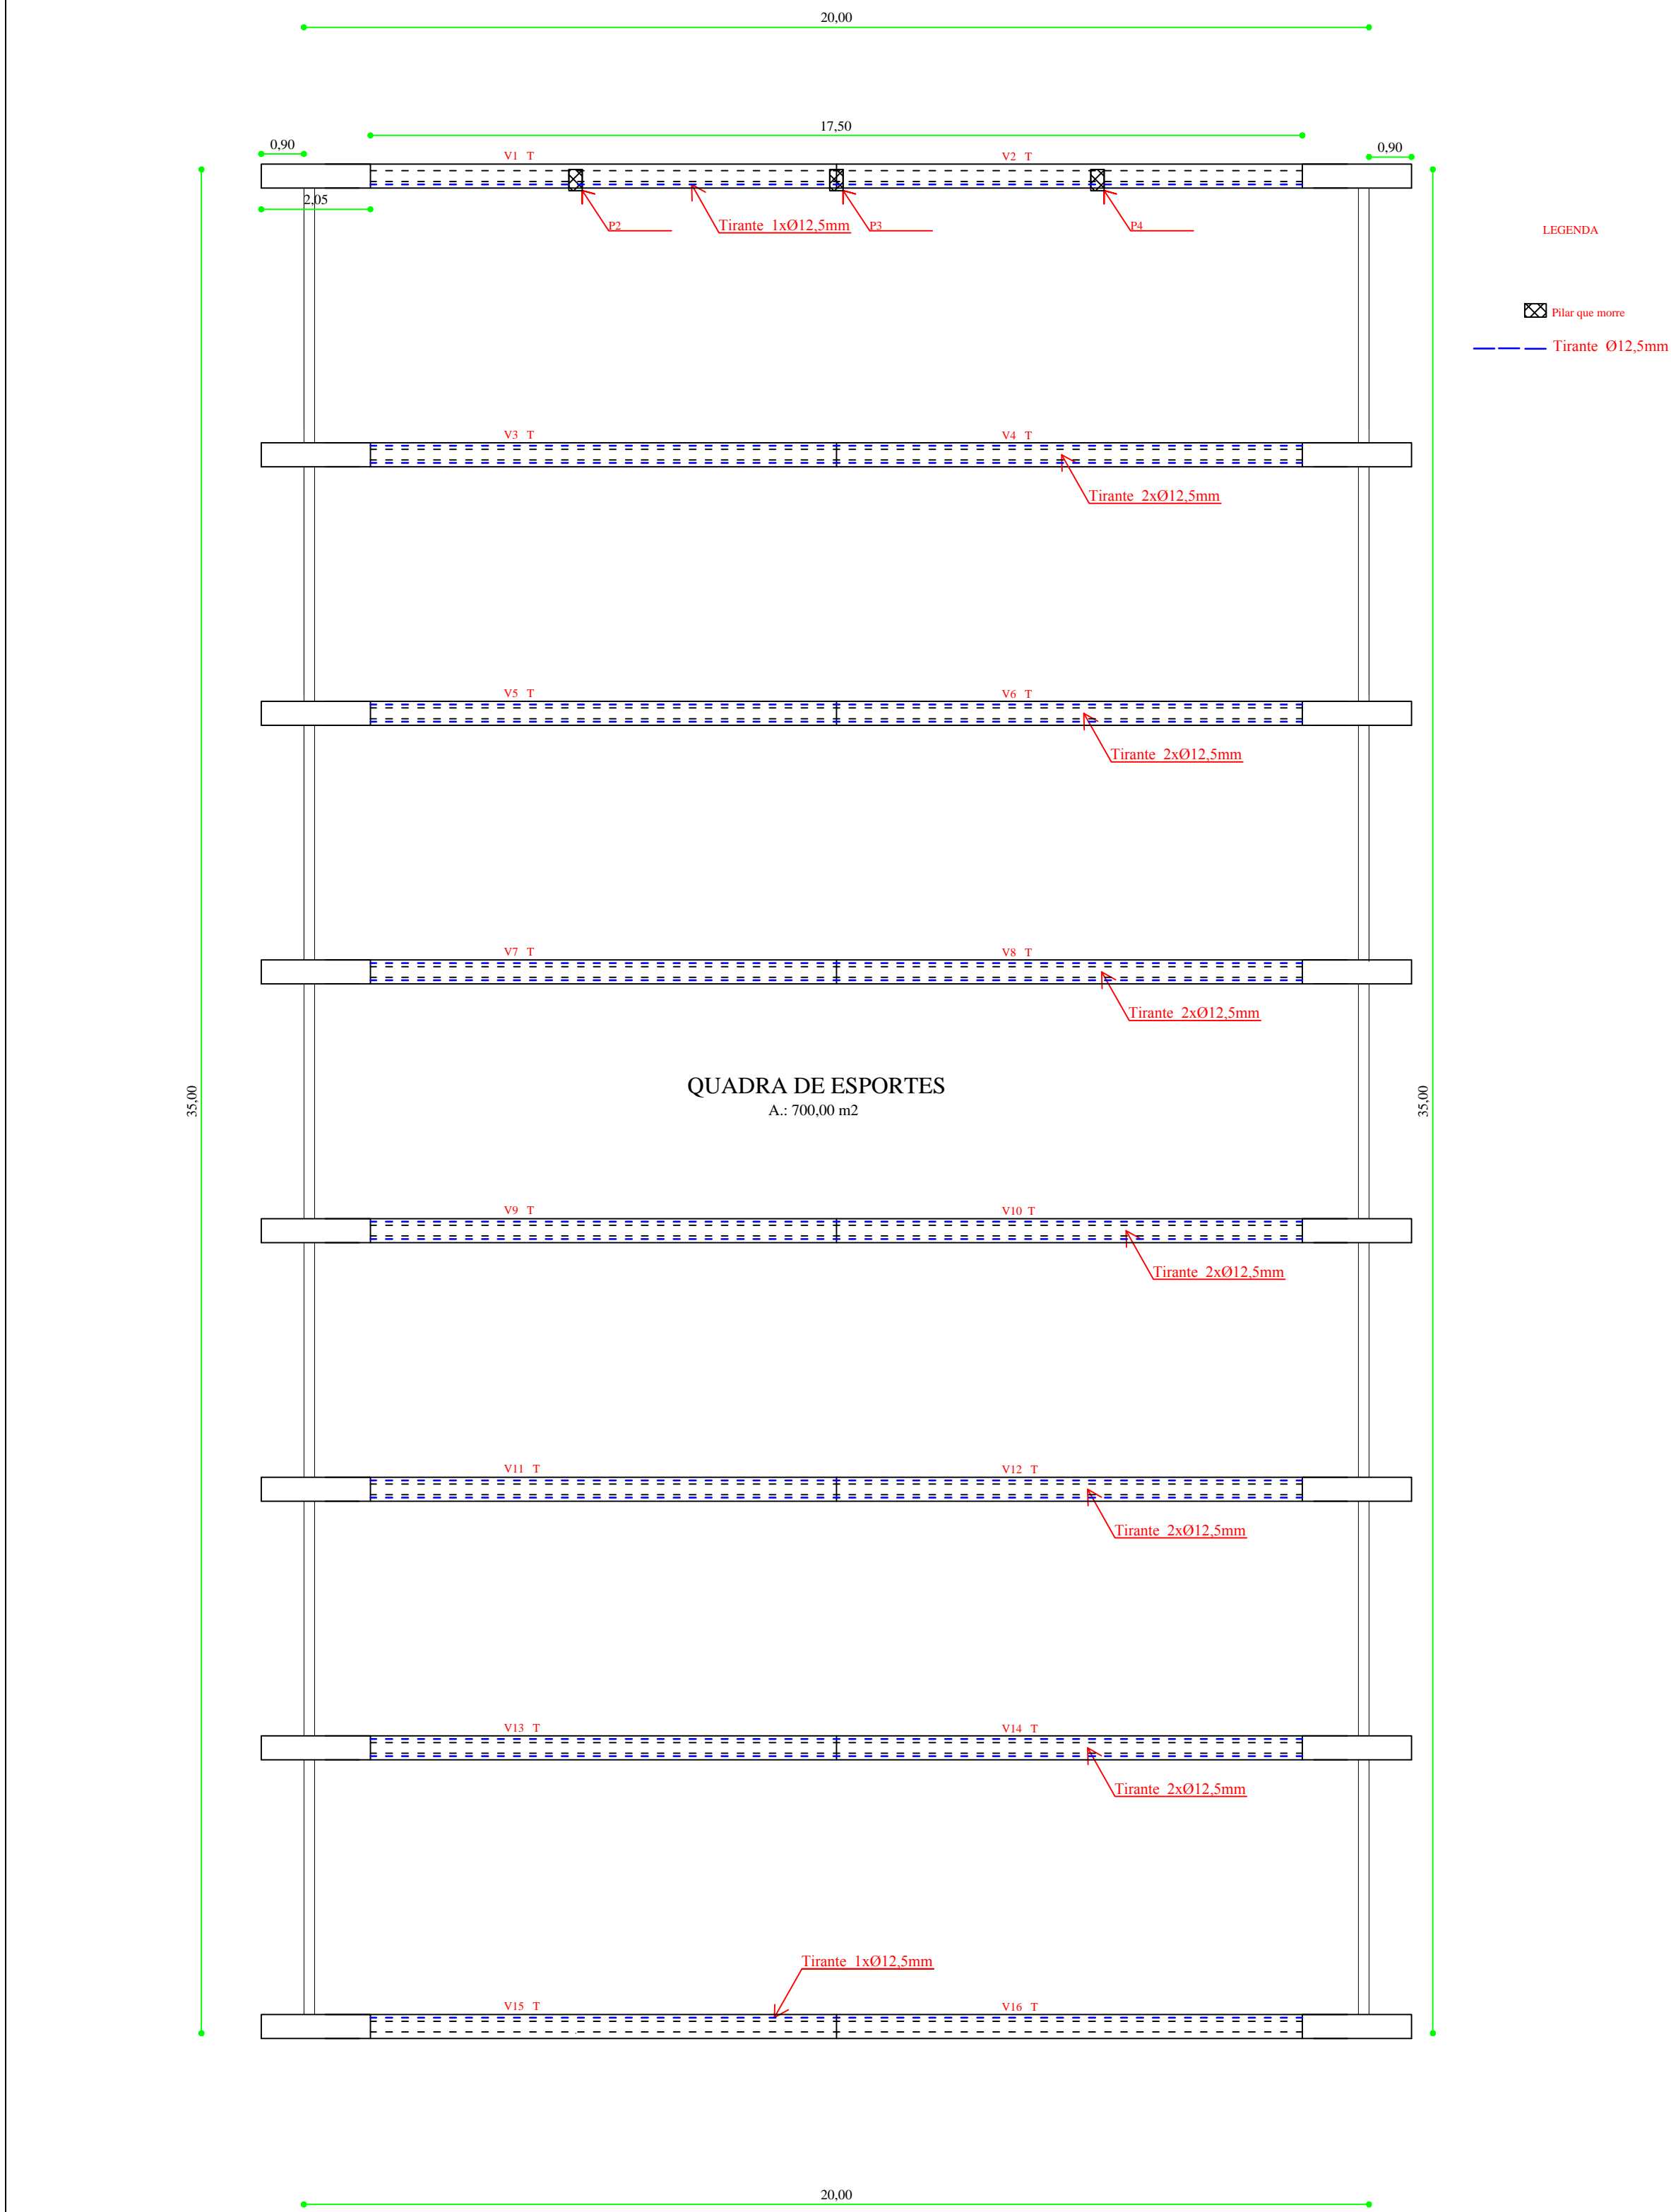 20,00
17,50
0,90
0,90
V1 T
V2 T
2,05
P2
Tirante 1xØ12,5mm
P3
P4
LEGENDA
Pilar que morre
Tirante Ø12,5mm
V3 T
V4 T
Tirante 2xØ12,5mm
V5 T
V6 T
Tirante 2xØ12,5mm
V7 T
V8 T
Tirante 2xØ12,5mm
35,00
QUADRA DE ESPORTES
A.: 700,00 m2
35,00
V9 T
V10 T
Tirante 2xØ12,5mm
V11 T
V12 T
Tirante 2xØ12,5mm
V13 T
V14 T
Tirante 2xØ12,5mm
Tirante 1xØ12,5mm
V15 T
V16 T
20,00